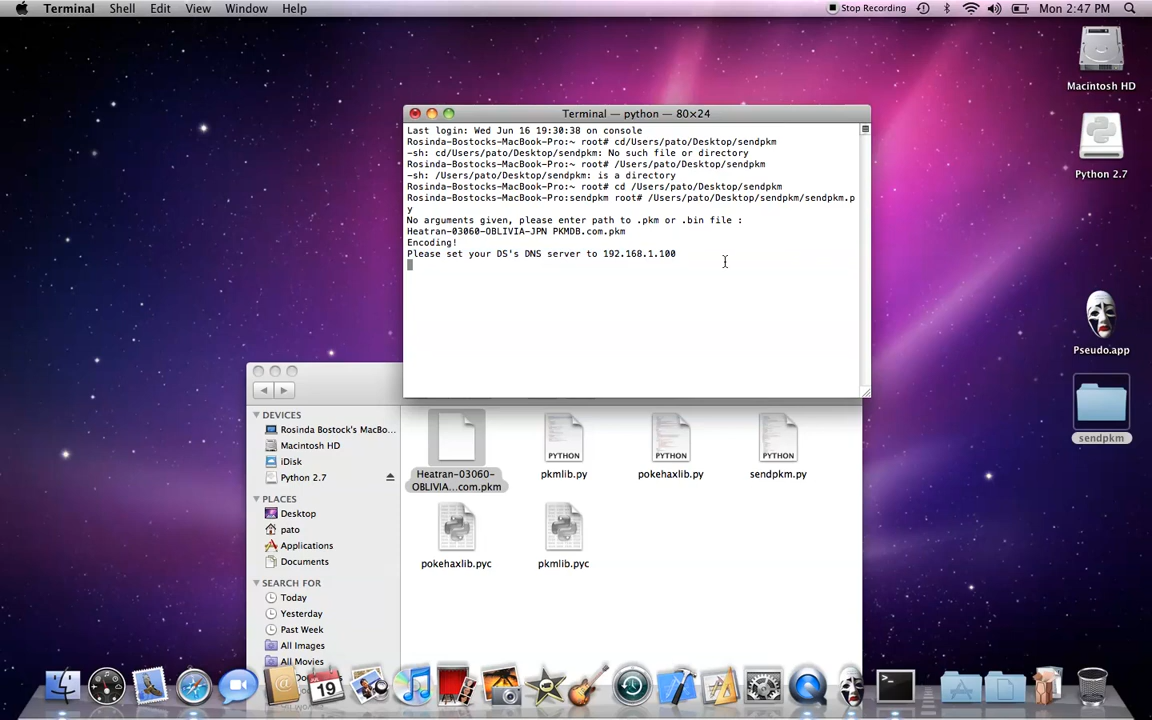 Terminal Shell Edit View Window Help Stop Recording Mon 2:47 PM
Macintosh HD
Python 2.7
Pseudo.app
sendpkm
Terminal — python — 80×24
Last login: Wed Jun 16 19:30:38 on console
Rosinda-Bostocks-MacBook-Pro:~ root# cd/Users/pato/Desktop/sendpkm
-sh: cd/Users/pato/Desktop/sendpkm: No such file or directory
Rosinda-Bostocks-MacBook-Pro:~ root# /Users/pato/Desktop/sendpkm
-sh: /Users/pato/Desktop/sendpkm: is a directory
Rosinda-Bostocks-MacBook-Pro:~ root# cd /Users/pato/Desktop/sendpkm
Rosinda-Bostocks-MacBook-Pro:sendpkm root# /Users/pato/Desktop/sendpkm/sendpkm.p
y
No arguments given, please enter path to .pkm or .bin file :
Heatran-03060-OBLIVIA-JPN PKMDB.com.pkm
Encoding!
Please set your DS's DNS server to 192.168.1.100
DEVICES
Rosinda Bostock's MacBo...
Macintosh HD
iDisk
Python 2.7
PLACES
Desktop
pato
Applications
Documents
SEARCH FOR
Today
Yesterday
Past Week
All Images
All Movies
PYTHON
PYTHON
PYTHON
Heatran-03060-
OBLIVIA...com.pkm
pkmlib.py
pokehaxlib.py
sendpkm.py
pokehaxlib.pyc
pkmlib.pyc
JUL
19